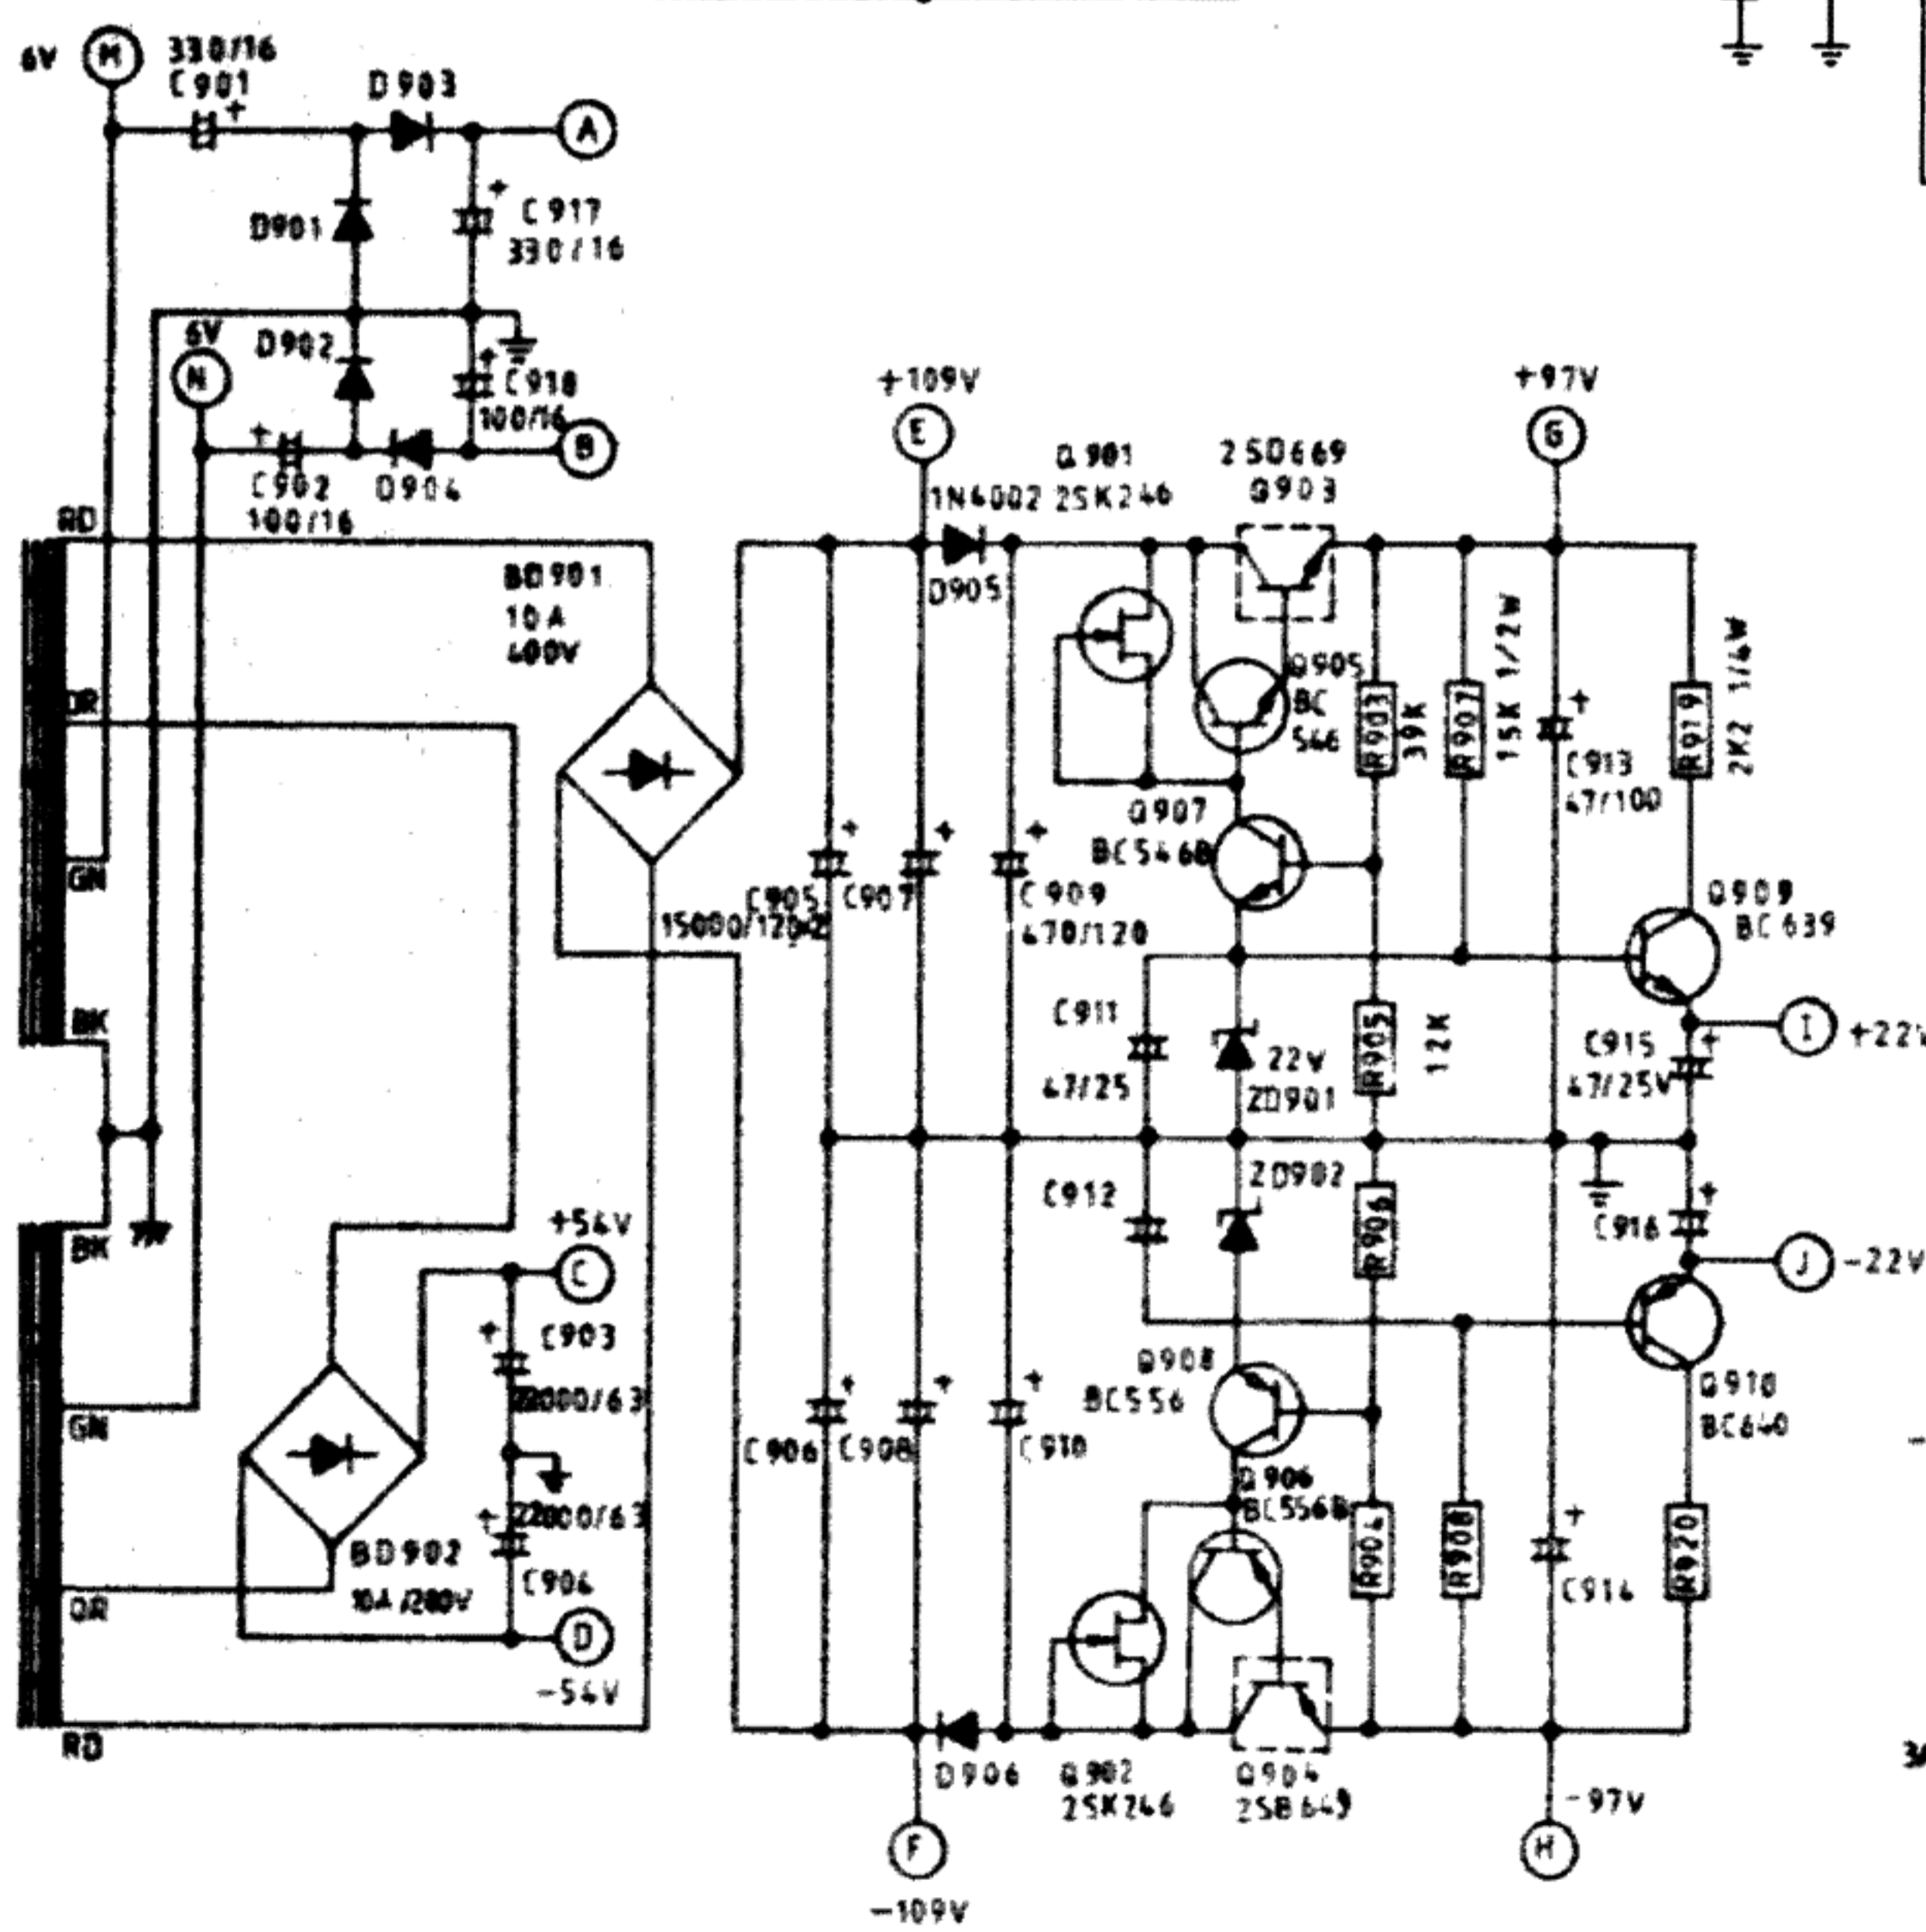 6V
M
330/16
C901
+
D903
A
D901
+
C917
330/16
6V
N
D902
+
C918
100/16
B
+
C902
D904
100/16
RD
BD901
10A
400V
OR
GN
BK
BK
GN
OR
RD
+54V
C
+
C903
22000/63
+
22000/63
C904
BD902
10A/200V
D
-54V
+109V
E
1N4002
D905
Q901
2SK246
2SD669
Q903
+97V
G
Q905
BC
546
R903
39K
R907
15K 1/2W
+
C913
47/100
R919
2K2 1/4W
Q907
BC546B
+
C905
+
C907
+
C909
470/120
Q909
BC639
C911
47/25
22V
ZD901
R905
12K
C915
+
47/25V
I
+22V
ZD902
C912
R906
C916
+
J
-22V
Q908
BC556
Q910
BC640
+
C906
+
C908
+
C910
Q906
BC556B
R904
R908
+
C914
R920
D906
Q902
2SK246
Q904
2SB649
-97V
F
H
-109V